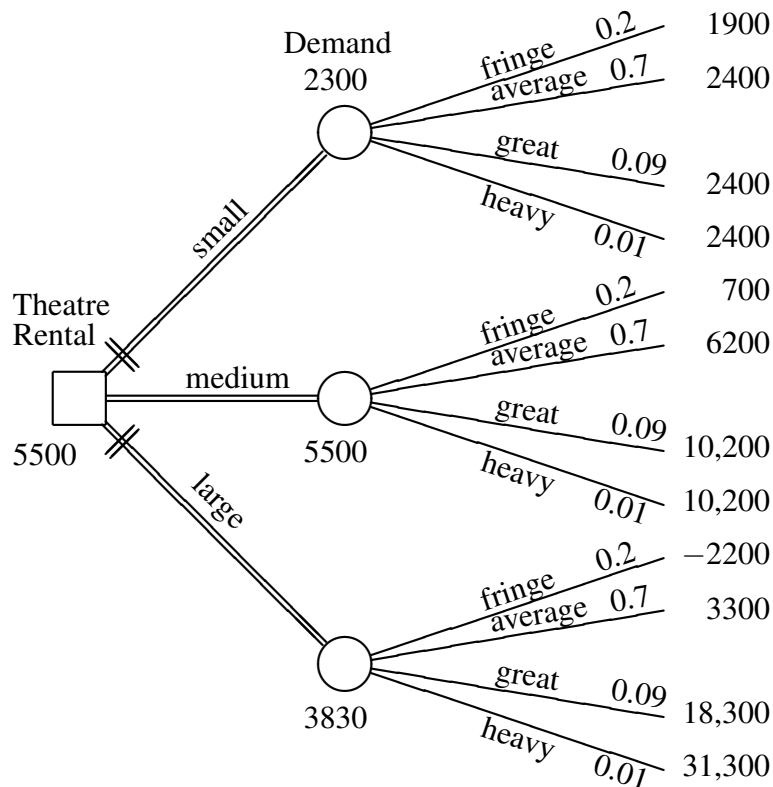 Demand
2300
fringe 0.2 1900
average 0.7 2400
great 0.09 2400
heavy 0.01 2400
small
Theatre
Rental
5500
medium
5500
fringe 0.2 700
average 0.7 6200
great 0.09 10,200
heavy 0.01 10,200
large
fringe 0.2 −2200
average 0.7 3300
great 0.09 18,300
heavy 0.01 31,300
3830